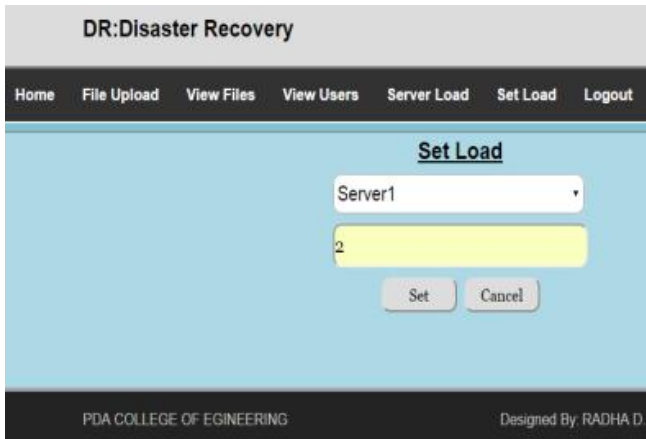 DR:Disaster Recovery
Home File Upload View Files View Users Server Load Set Load Logout
Set Load
Server1
2
Set Cancel
PDA COLLEGE OF EGINEERING Designed By: RADHA D.